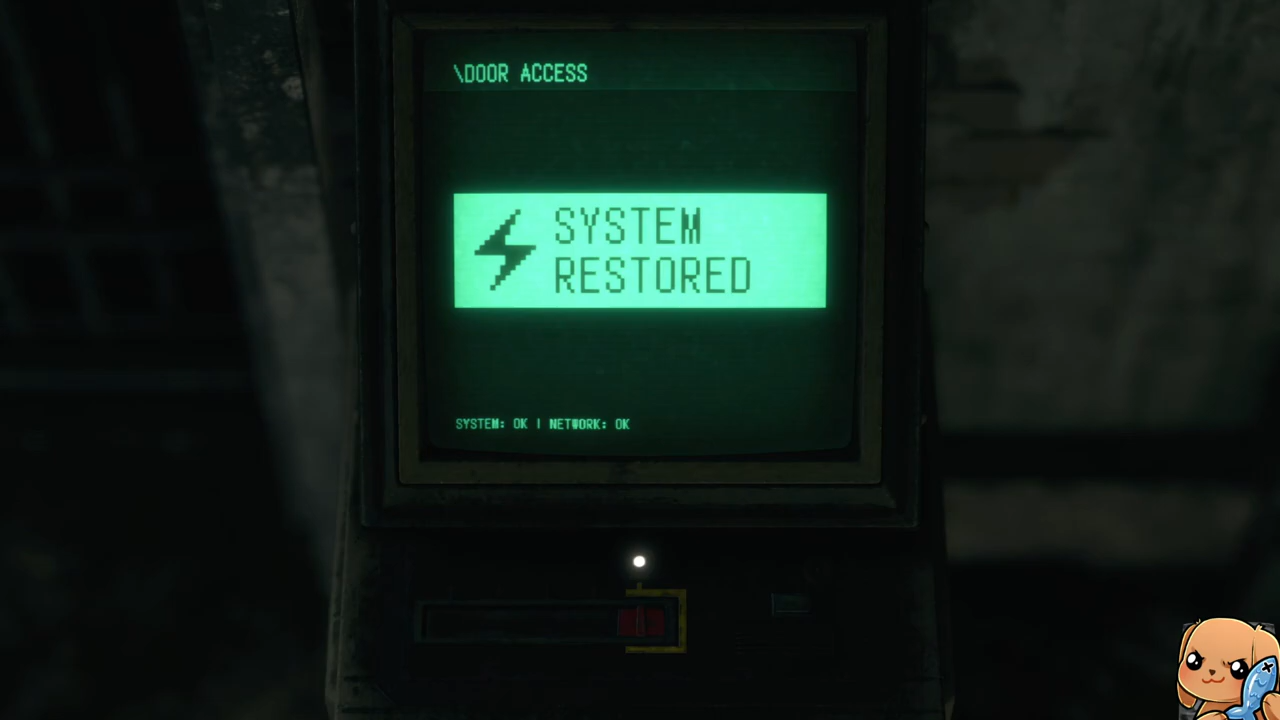 \DOOR ACCESS
SYSTEM
RESTORED
SYSTEM: OK | NETWORK: OK